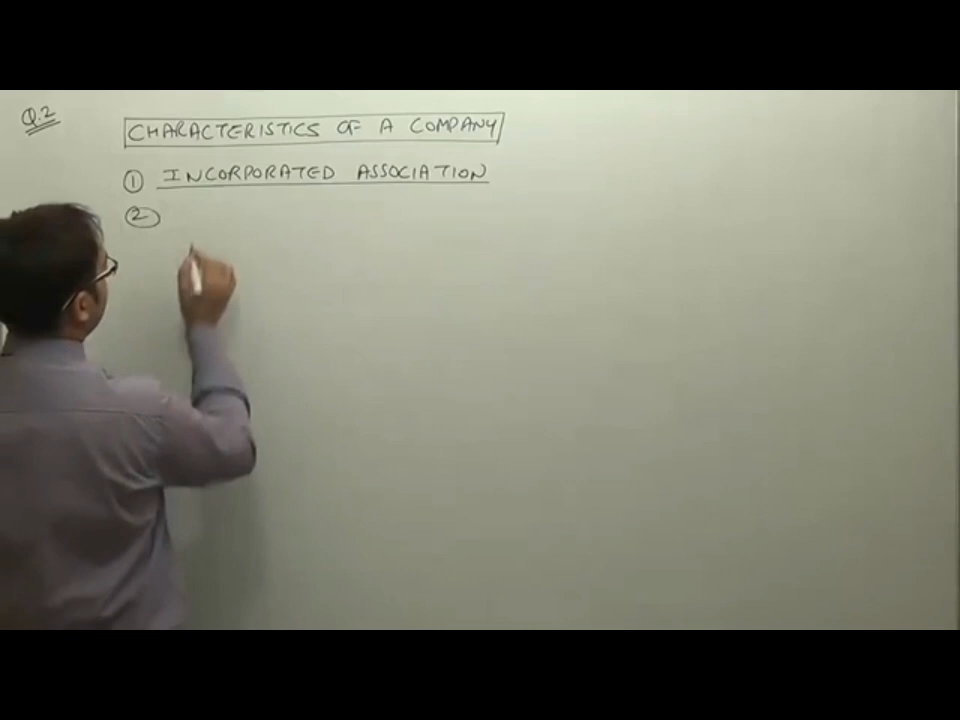 Q.2
CHARACTERISTICS OF A COMPANY
① INCORPORATED ASSOCIATION
②